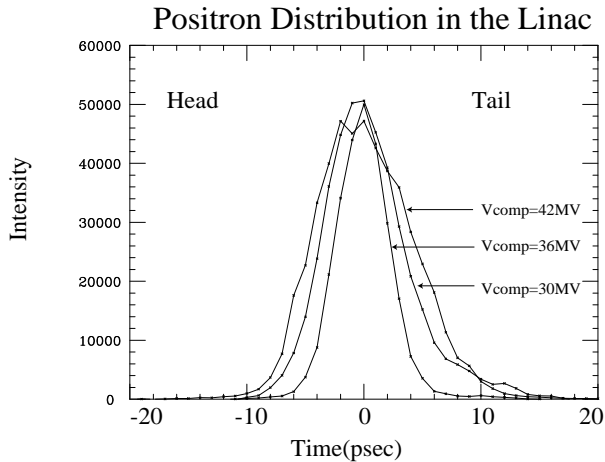 Positron Distribution in the Linac
60000
50000
40000
30000
20000
10000
0
Intensity
Head
Tail
Vcomp=42MV
Vcomp=36MV
Vcomp=30MV
-20 -10 0 10 20
Time(psec)